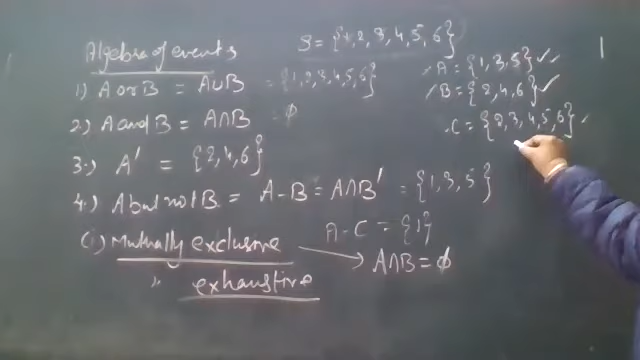 Algebra of events
S = {1, 2, 3, 4, 5, 6}
A = {1, 3, 5} ✓✓
B = {2, 4, 6} ✓
C = {2, 3, 4, 5, 6}
1) A or B = A∪B = {1, 2, 3, 4, 5, 6}
2) A and B = A∩B = ϕ
3) A' = {2, 4, 6}
4.) A but not B = A-B = A∩B' = {1, 3, 5}
A-C = {1}
(i) Mutually exclusive → A∩B = ϕ
" exhaustive